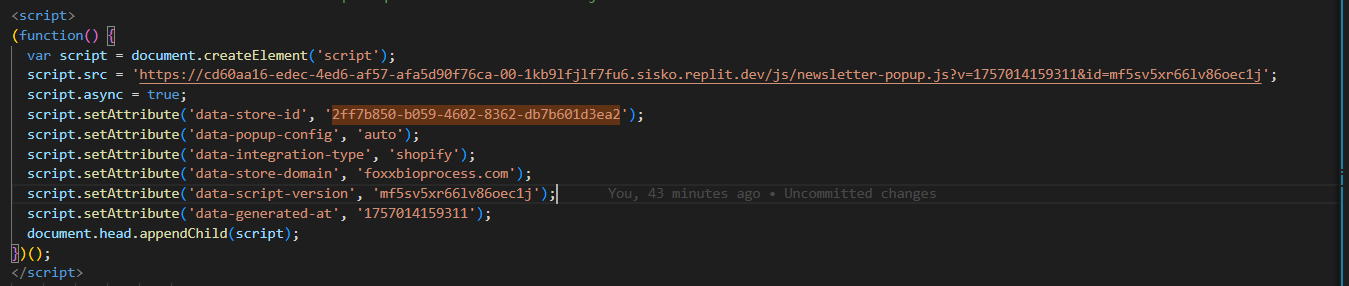 <script>
(function() {
var script = document.createElement('script');
script.src = 'https://cd60aa16-edec-4ed6-af57-afa5d90f76ca-00-1kb9lfjlf7fu6.sisko.replit.dev/js/newsletter-popup.js?v=1757014159311&id=mf5sv5xr66lv86oec1j';
script.async = true;
script.setAttribute('data-store-id', '2ff7b850-b059-4602-8362-db7b601d3ea2');
script.setAttribute('data-popup-config', 'auto');
script.setAttribute('data-integration-type', 'shopify');
script.setAttribute('data-store-domain', 'foxxbioprocess.com');
script.setAttribute('data-script-version', 'mf5sv5xr66lv86oec1j'); You, 43 minutes ago • Uncommitted changes
script.setAttribute('data-generated-at', '1757014159311');
document.head.appendChild(script);
})();
</script>